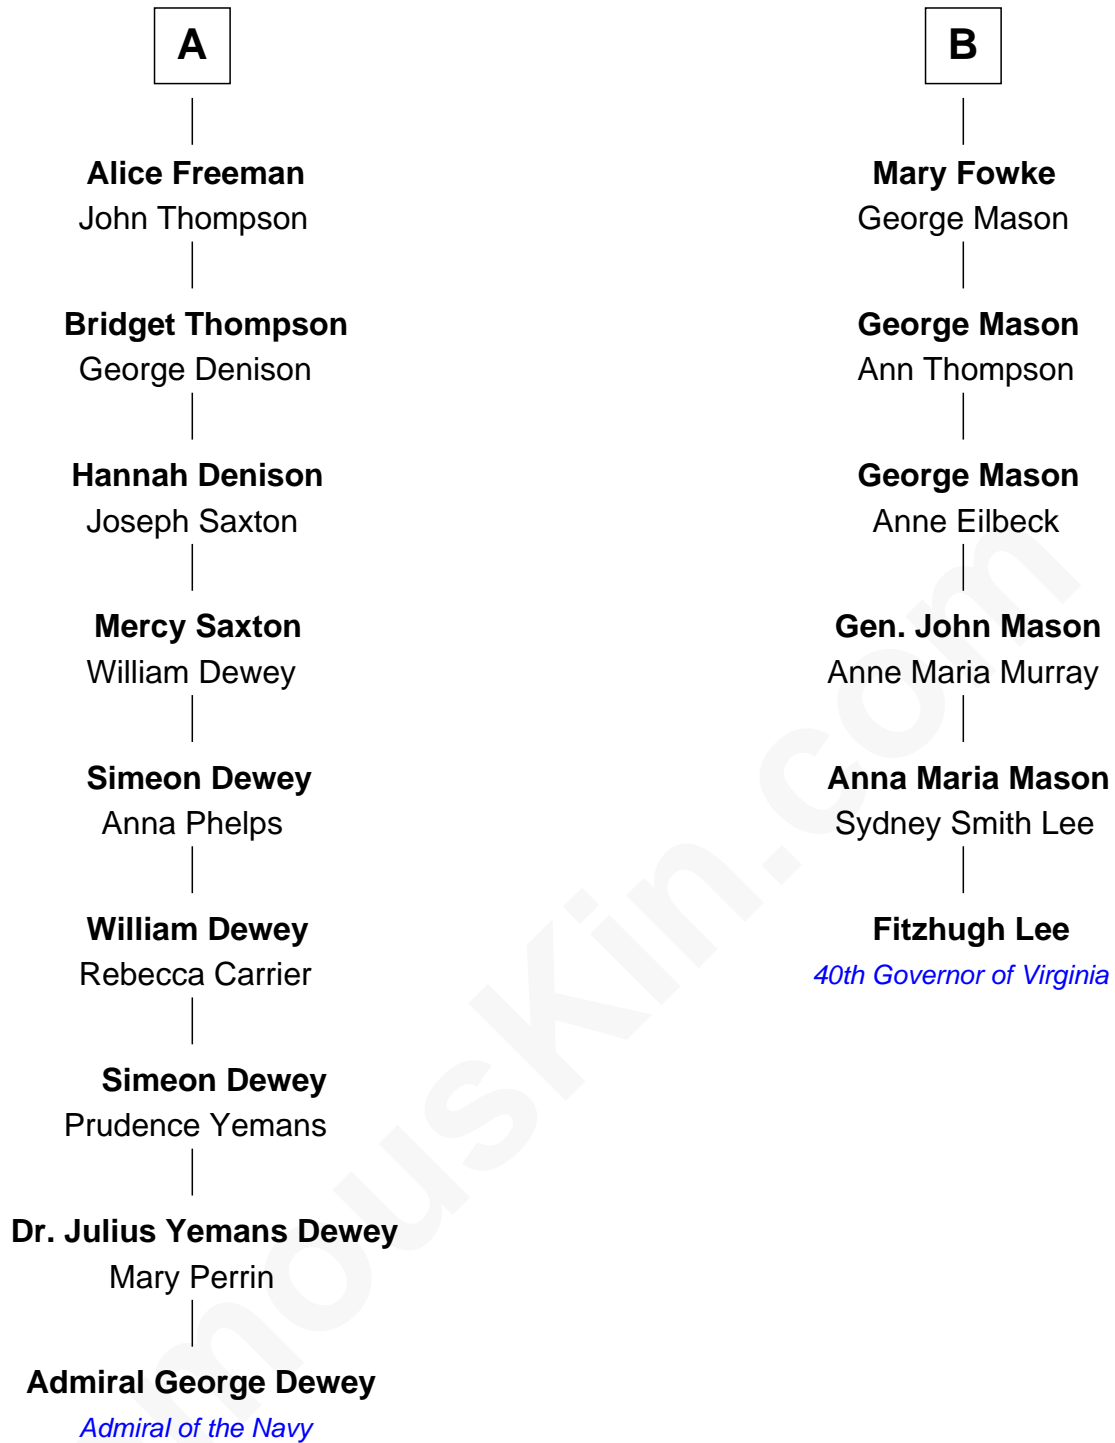 A
Alice Freeman
John Thompson
Bridget Thompson
George Denison
Hannah Denison
Joseph Saxton
Mercy Saxton
William Dewey
Simeon Dewey
Anna Phelps
William Dewey
Rebecca Carrier
Simeon Dewey
Prudence Yemans
Dr. Julius Yemans Dewey
Mary Perrin
Admiral George Dewey
Admiral of the Navy
B
Mary Fowke
George Mason
George Mason
Ann Thompson
George Mason
Anne Eilbeck
Gen. John Mason
Anne Maria Murray
Anna Maria Mason
Sydney Smith Lee
Fitzhugh Lee
40th Governor of Virginia
mousKin.com